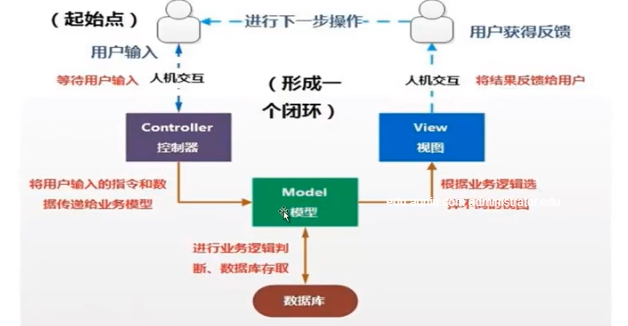 （起始点）
进行下一步操作
用户获得反馈
用户输入
等待用户输入
人机交互
（形成一
个闭环）
人机交互
将结果反馈给用户
Controller
控制器
View
视图
将用户输入的指令和数
据传递给业务模型
Model
模型
根据业务逻辑选
的视图
进行业务逻辑判
断、数据库存取
数据库